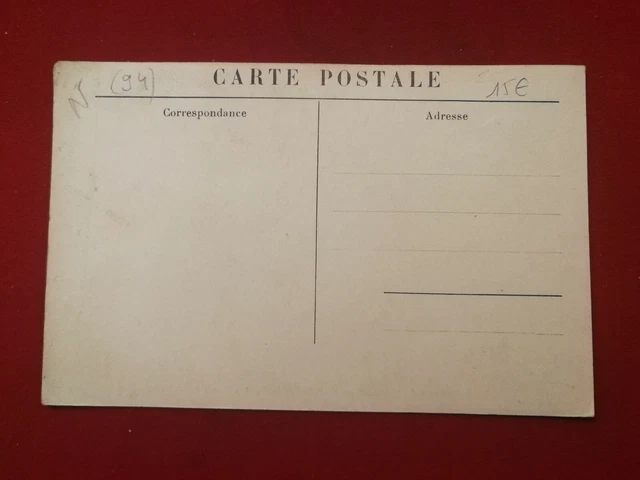 N (94) CARTE POSTALE 15€
Correspondance Adresse